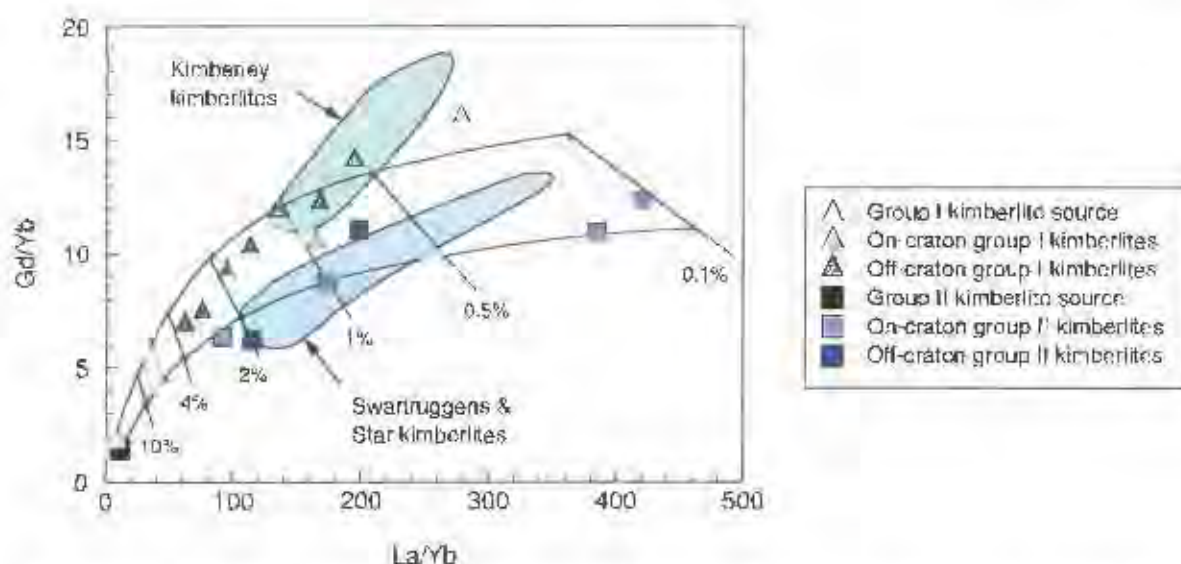 20
15
10
5
0
Gd/Yb
Kimberley
kimberlites
0.5%
0.1%
1%
2%
4%
10%
Swartruggens &
Star kimberlites
0
100
200
300
400
500
La/Yb
Group I kimberlite source
On-craton group I kimberlites
Off-craton group I kimberlites
Group II kimberlite source
On-craton group II kimberlites
Off-craton group II kimberlites